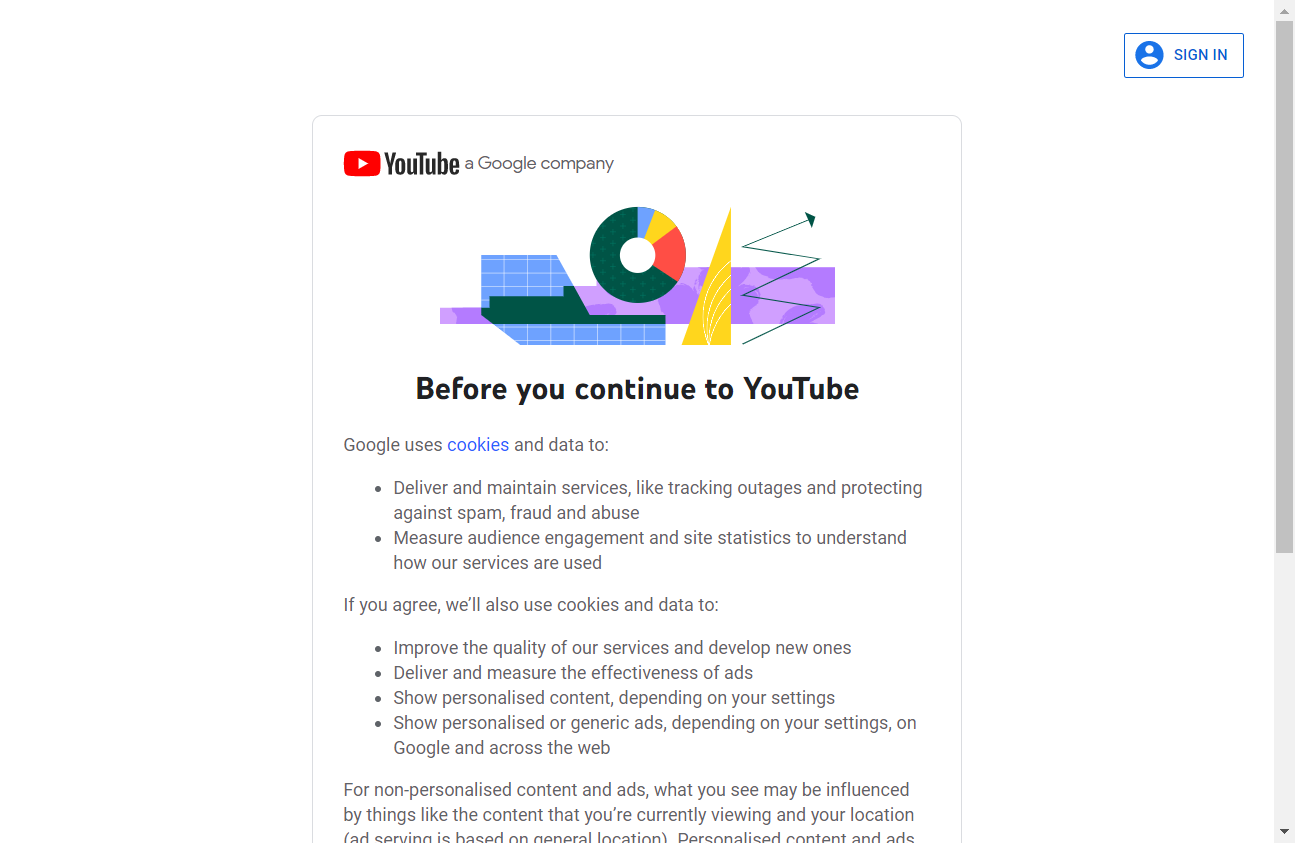 SIGN IN
YouTube a Google company
Before you continue to YouTube
Google uses cookies and data to:
Deliver and maintain services, like tracking outages and protecting
against spam, fraud and abuse
Measure audience engagement and site statistics to understand
how our services are used
If you agree, we’ll also use cookies and data to:
Improve the quality of our services and develop new ones
Deliver and measure the effectiveness of ads
Show personalised content, depending on your settings
Show personalised or generic ads, depending on your settings, on
Google and across the web
For non-personalised content and ads, what you see may be influenced
by things like the content that you’re currently viewing and your location
(ad serving is based on general location). Personalised content and ads